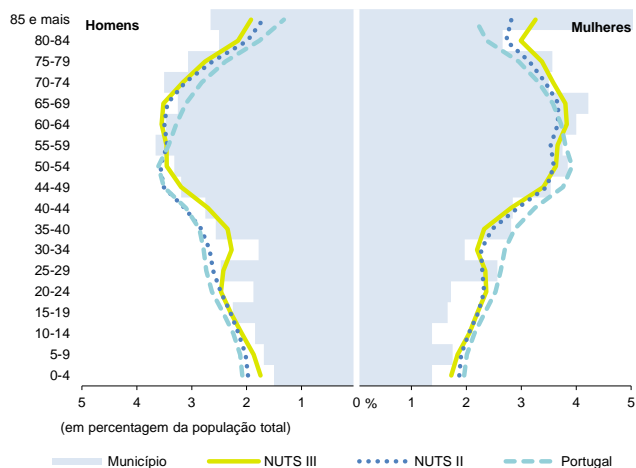 85 e mais
Homens
Mulheres
80-84
75-79
70-74
65-69
60-64
55-59
50-54
44-49
40-44
35-40
30-34
25-29
20-24
15-19
10-14
5-9
0-4
5 4 3 2 1 0 % 1 2 3 4 5
(em percentagem da população total)
Município NUTS III NUTS II Portugal